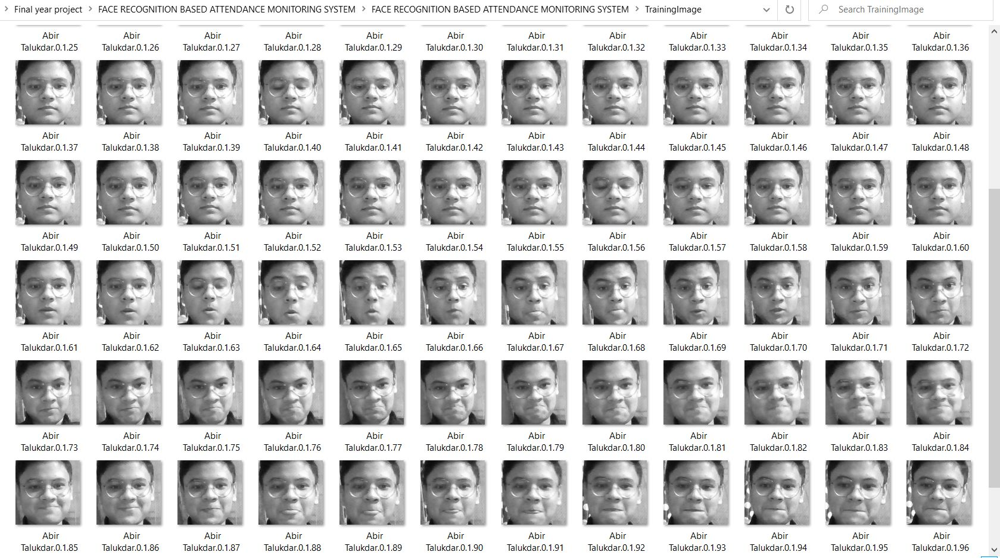 Final year project > FACE RECOGNITION BASED ATTENDANCE MONITORING SYSTEM > FACE RECOGNITION BASED ATTENDANCE MONITORING SYSTEM > TrainingImage
Search TrainingImage
Abir Abir Abir Abir Abir Abir Abir Abir Abir Abir Abir Abir
Talukdar.0.1.25 Talukdar.0.1.26 Talukdar.0.1.27 Talukdar.0.1.28 Talukdar.0.1.29 Talukdar.0.1.30 Talukdar.0.1.31 Talukdar.0.1.32 Talukdar.0.1.33 Talukdar.0.1.34 Talukdar.0.1.35 Talukdar.0.1.36
Abir Abir Abir Abir Abir Abir Abir Abir Abir Abir Abir Abir
Talukdar.0.1.37 Talukdar.0.1.38 Talukdar.0.1.39 Talukdar.0.1.40 Talukdar.0.1.41 Talukdar.0.1.42 Talukdar.0.1.43 Talukdar.0.1.44 Talukdar.0.1.45 Talukdar.0.1.46 Talukdar.0.1.47 Talukdar.0.1.48
Abir Abir Abir Abir Abir Abir Abir Abir Abir Abir Abir Abir
Talukdar.0.1.49 Talukdar.0.1.50 Talukdar.0.1.51 Talukdar.0.1.52 Talukdar.0.1.53 Talukdar.0.1.54 Talukdar.0.1.55 Talukdar.0.1.56 Talukdar.0.1.57 Talukdar.0.1.58 Talukdar.0.1.59 Talukdar.0.1.60
Abir Abir Abir Abir Abir Abir Abir Abir Abir Abir Abir Abir
Talukdar.0.1.61 Talukdar.0.1.62 Talukdar.0.1.63 Talukdar.0.1.64 Talukdar.0.1.65 Talukdar.0.1.66 Talukdar.0.1.67 Talukdar.0.1.68 Talukdar.0.1.69 Talukdar.0.1.70 Talukdar.0.1.71 Talukdar.0.1.72
Abir Abir Abir Abir Abir Abir Abir Abir Abir Abir Abir Abir
Talukdar.0.1.73 Talukdar.0.1.74 Talukdar.0.1.75 Talukdar.0.1.76 Talukdar.0.1.77 Talukdar.0.1.78 Talukdar.0.1.79 Talukdar.0.1.80 Talukdar.0.1.81 Talukdar.0.1.82 Talukdar.0.1.83 Talukdar.0.1.84
Abir Abir Abir Abir Abir Abir Abir Abir Abir Abir Abir Abir
Talukdar.0.1.85 Talukdar.0.1.86 Talukdar.0.1.87 Talukdar.0.1.88 Talukdar.0.1.89 Talukdar.0.1.90 Talukdar.0.1.91 Talukdar.0.1.92 Talukdar.0.1.93 Talukdar.0.1.94 Talukdar.0.1.95 Talukdar.0.1.96